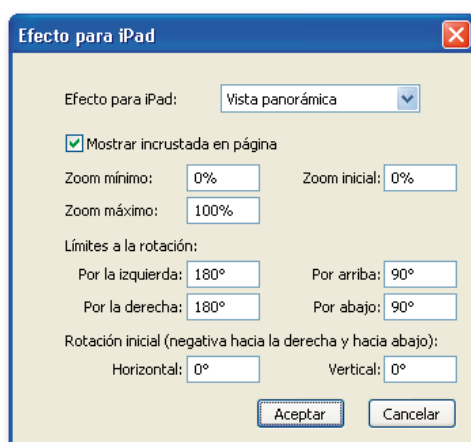 Efecto para iPad
Efecto para iPad: Vista panorámica
Mostrar incrustada en página
Zoom mínimo: 0% Zoom inicial: 0%
Zoom máximo: 100%
Límites a la rotación:
Por la izquierda: 180° Por arriba: 90°
Por la derecha: 180° Por abajo: 90°
Rotación inicial (negativa hacia la derecha y hacia abajo):
Horizontal: 0° Vertical: 0°
Aceptar Cancelar